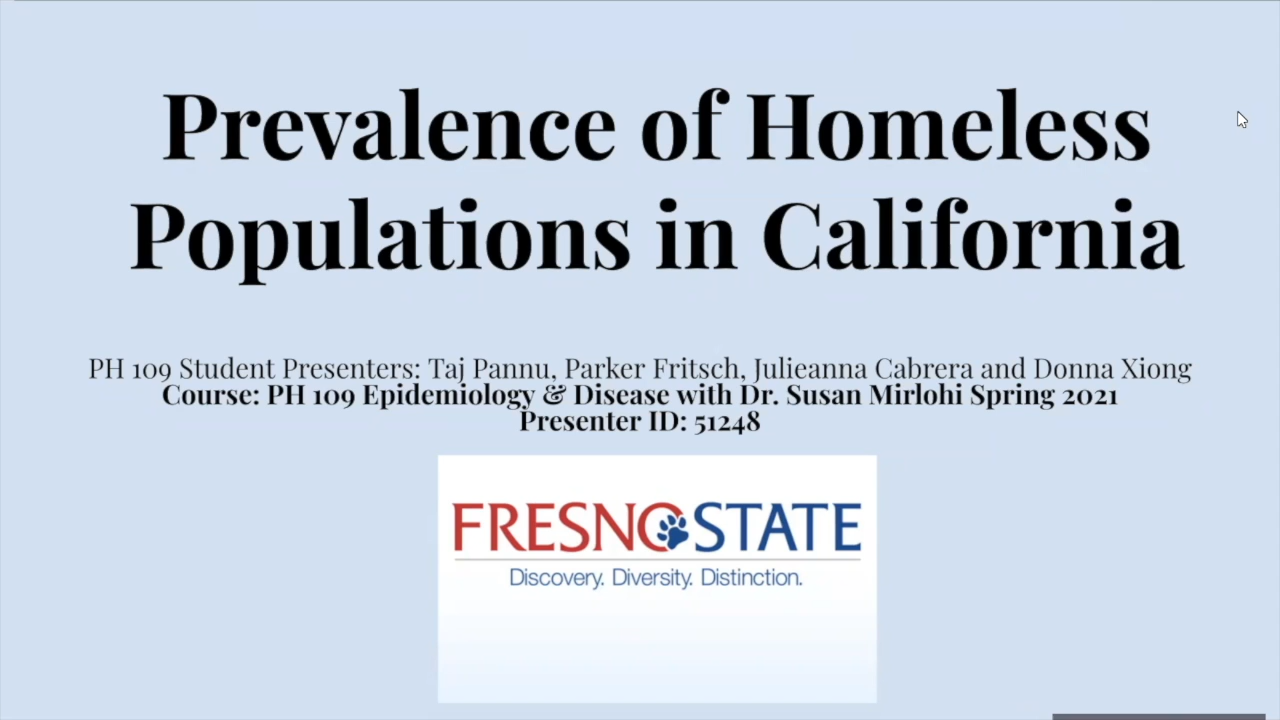 Prevalence of Homeless
Populations in California
PH 109 Student Presenters: Taj Pannu, Parker Fritsch, Julieanna Cabrera and Donna Xiong
Course: PH 109 Epidemiology & Disease with Dr. Susan Mirlohi Spring 2021
Presenter ID: 51248
FRESNO STATE
Discovery. Diversity. Distinction.